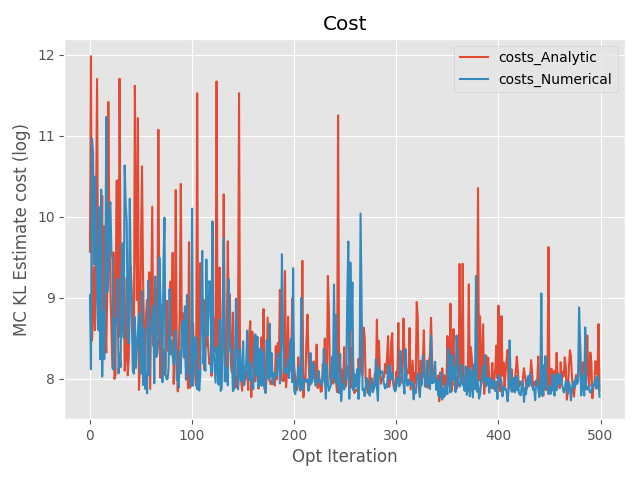 Cost
costs_Analytic
costs_Numerical
MC KL Estimate cost (log)
12
11
10
9
8
0
100
200
300
400
500
Opt Iteration